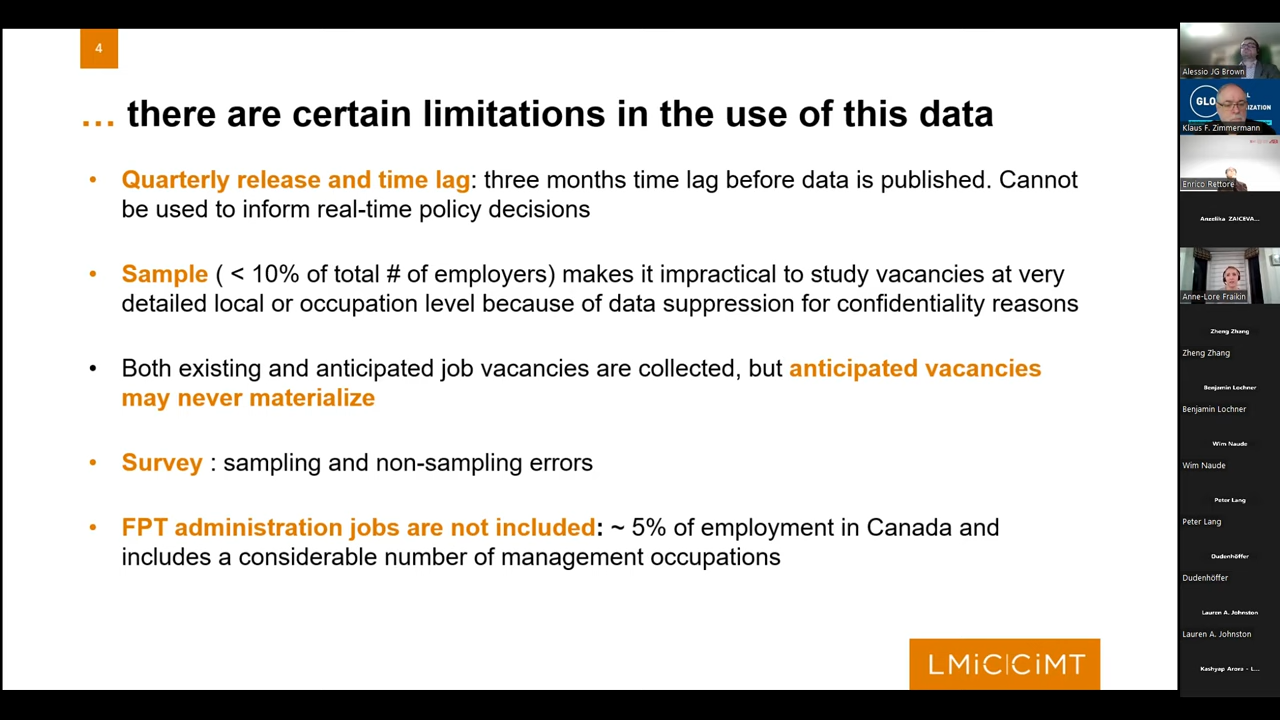 4
… there are certain limitations in the use of this data
• Quarterly release and time lag: three months time lag before data is published. Cannot
be used to inform real-time policy decisions
• Sample ( < 10% of total # of employers) makes it impractical to study vacancies at very
detailed local or occupation level because of data suppression for confidentiality reasons
• Both existing and anticipated job vacancies are collected, but anticipated vacancies
may never materialize
• Survey : sampling and non-sampling errors
• FPT administration jobs are not included: ~ 5% of employment in Canada and
includes a considerable number of management occupations
LMiC|CiMT
Alessio JG Brown
GLO
Klaus F. Zimmermann
Enrico Rettore
Anzelika ZAICEVA...
Anne-Lore Fraikin
Zheng Zhang
Zheng Zhang
Benjamin Lochner
Benjamin Lochner
Wim Naude
Wim Naude
Peter Lang
Peter Lang
Dudenhöffer
Dudenhöffer
Lauren A. Johnston
Lauren A. Johnston
Kashyap Arora - L...